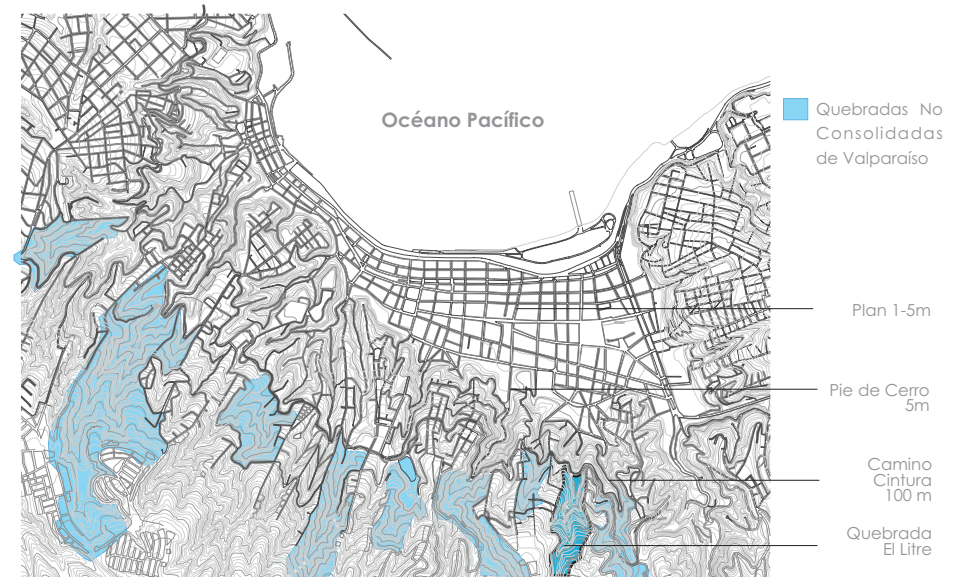 Océano Pacífico
Quebradas No
Consolidadas
de Valparaíso
Plan 1-5m
Pie de Cerro
5m
Camino
Cintura
100 m
Quebrada
El Litre